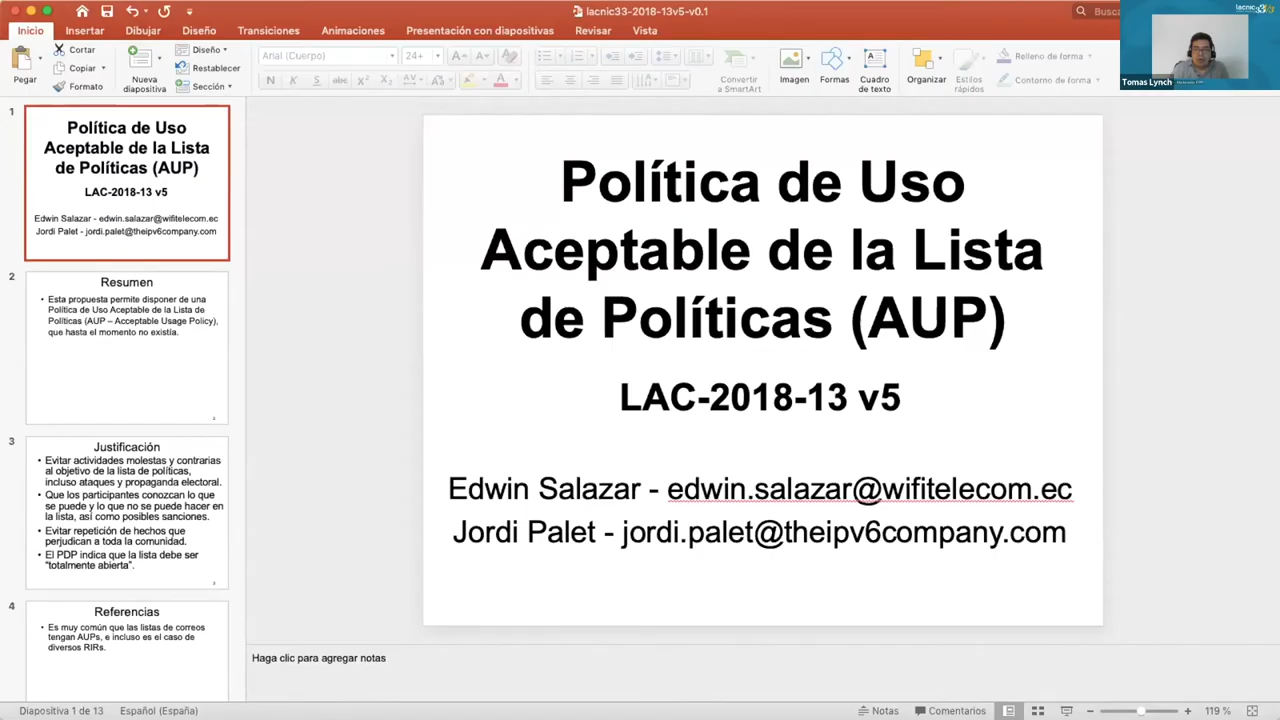 lacnic33-2018-13v5-v0.1
Busca
Inicio
Insertar
Dibujar
Diseño
Transiciones
Animaciones
Presentación con diapositivas
Revisar
Vista
Pegar
Cortar
Copiar
Formato
Nueva
diapositiva
Diseño
Restablecer
Sección
Arial (Cuerpo)
24+
Convertir
a SmartArt
Imagen
Formas
Cuadro
de texto
Organizar
Estilos
rápidos
Relleno de forma
Contorno de forma
lacnic33
Tomas Lynch
1
Política de Uso
Aceptable de la Lista
de Políticas (AUP)
LAC-2018-13 v5
Edwin Salazar - edwin.salazar@wifitelecom.ec
Jordi Palet - jordi.palet@theipv6company.com
2
Resumen
• Esta propuesta permite disponer de una
Política de Uso Aceptable de la Lista de
Políticas (AUP – Acceptable Usage Policy),
que hasta el momento no existía.
3
Justificación
• Evitar actividades molestas y contrarias
al objetivo de la lista de políticas,
incluso ataques y propaganda electoral.
• Que los participantes conozcan lo que
se puede y lo que no se puede hacer en
la lista, así como posibles sanciones.
• Evitar repetición de hechos que
perjudican a toda la comunidad.
• El PDP indica que la lista debe ser
“totalmente abierta”.
4
Referencias
• Es muy común que las listas de correos
tengan AUPs, e incluso es el caso de
diversos RIRs.
Política de Uso
Aceptable de la Lista
de Políticas (AUP)
LAC-2018-13 v5
Edwin Salazar - edwin.salazar@wifitelecom.ec
Jordi Palet - jordi.palet@theipv6company.com
Haga clic para agregar notas
Diapositiva 1 de 13
Español (España)
Notas
Comentarios
119 %